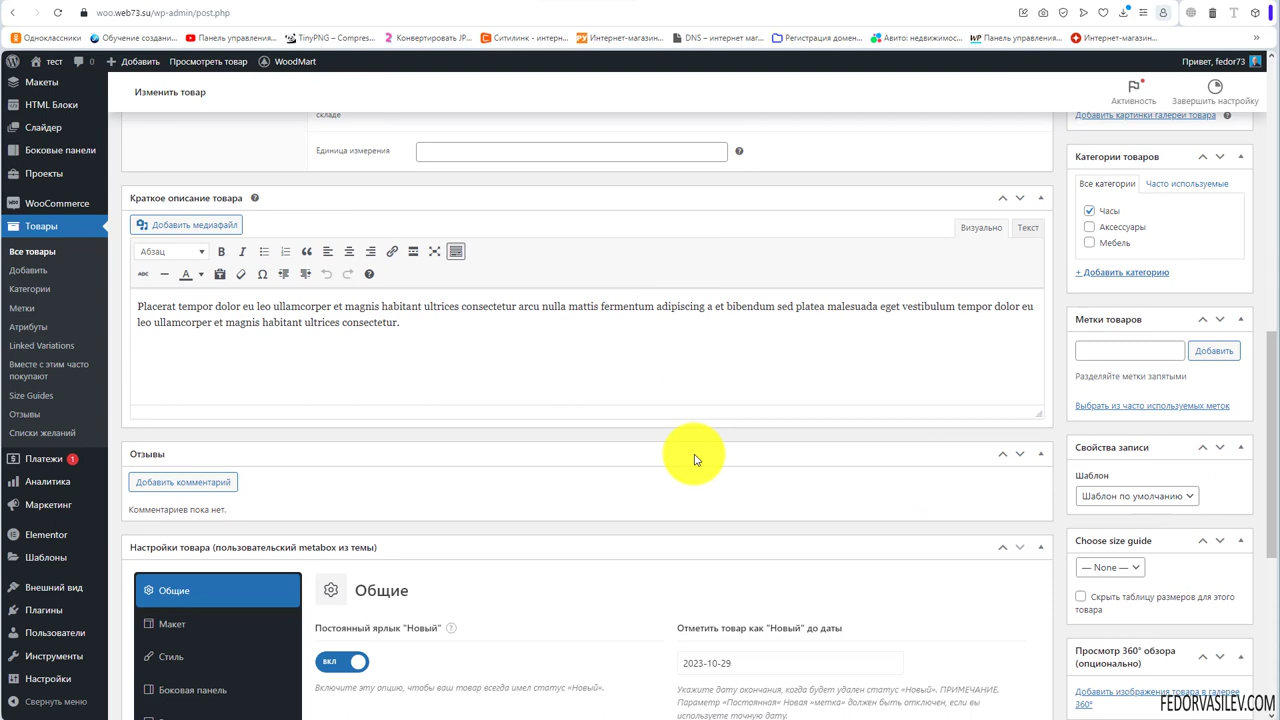 woo.web73.su/wp-admin/post.php
Одноклассники
Обучение создани...
Панель управления...
TinyPNG – Compres...
Конвертировать JP...
Ситилинк - интерн...
Интернет-магазин...
DNS – интернет маг...
Регистрация домен...
Авито: недвижимос...
Панель управления...
Интернет-магазин...
тест
0
Добавить
Просмотреть товар
WoodMart
Привет, fedor73
Макеты
HTML Блоки
Слайдер
Боковые панели
Проекты
WooCommerce
Товары
Все товары
Добавить
Категории
Метки
Атрибуты
Linked Variations
Вместе с этим часто
покупают
Size Guides
Отзывы
Списки желаний
Платежи 1
Аналитика
Маркетинг
Elementor
Шаблоны
Внешний вид
Плагины
Пользователи
Инструменты
Настройки
Свернуть меню
Изменить товар
Активность
Завершить настройку
складе
Единица измерения
Краткое описание товара
Добавить медиафайл
Визуально
Текст
Абзац
Placerat tempor dolor eu leo ullamcorper et magnis habitant ultrices consectetur arcu nulla mattis fermentum adipiscing a et bibendum sed platea malesuada eget vestibulum tempor dolor eu
leo ullamcorper et magnis habitant ultrices consectetur.
Отзывы
Добавить комментарий
Комментариев пока нет.
Настройки товара (пользовательский metabox из темы)
Общие
Макет
Стиль
Боковая панель
Общие
Постоянный ярлык "Новый"
ВКЛ
Включите эту опцию, чтобы ваш товар всегда имел статус «Новый».
Отметить товар как "Новый" до даты
2023-10-29
Укажите дату окончания, когда будет удален статус «Новый». ПРИМЕЧАНИЕ.
Параметр «Постоянная» Новая «метка» должен быть отключен, если вы
используете точную дату.
Добавить картинки галереи товара
Категории товаров
Все категории
Часто используемые
Часы
Аксессуары
Мебель
+ Добавить категорию
Метки товаров
Добавить
Разделяйте метки запятыми
Выбрать из часто используемых меток
Свойства записи
Шаблон
Шаблон по умолчанию
Choose size guide
— None —
Скрыть таблицу размеров для этого
товара
Просмотр 360° обзора
(опционально)
Добавить изображения товара в галерее
360°
FEDORVASILEV.COM